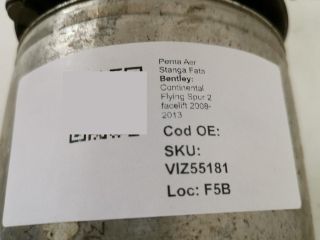 Perna Aer
Stanga Fata
Bentley:
Continental
Flying Spur 2
facelift 2008-
2013
Cod OE:
SKU:
VIZ55181
Loc: F5B